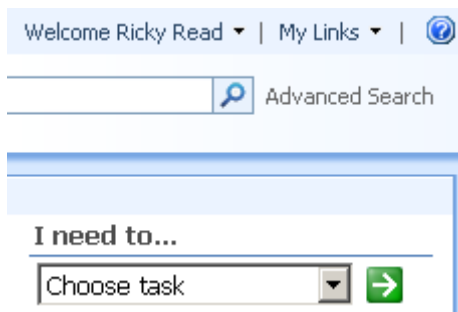 Welcome Ricky Read | My Links |
Advanced Search
I need to...
Choose task